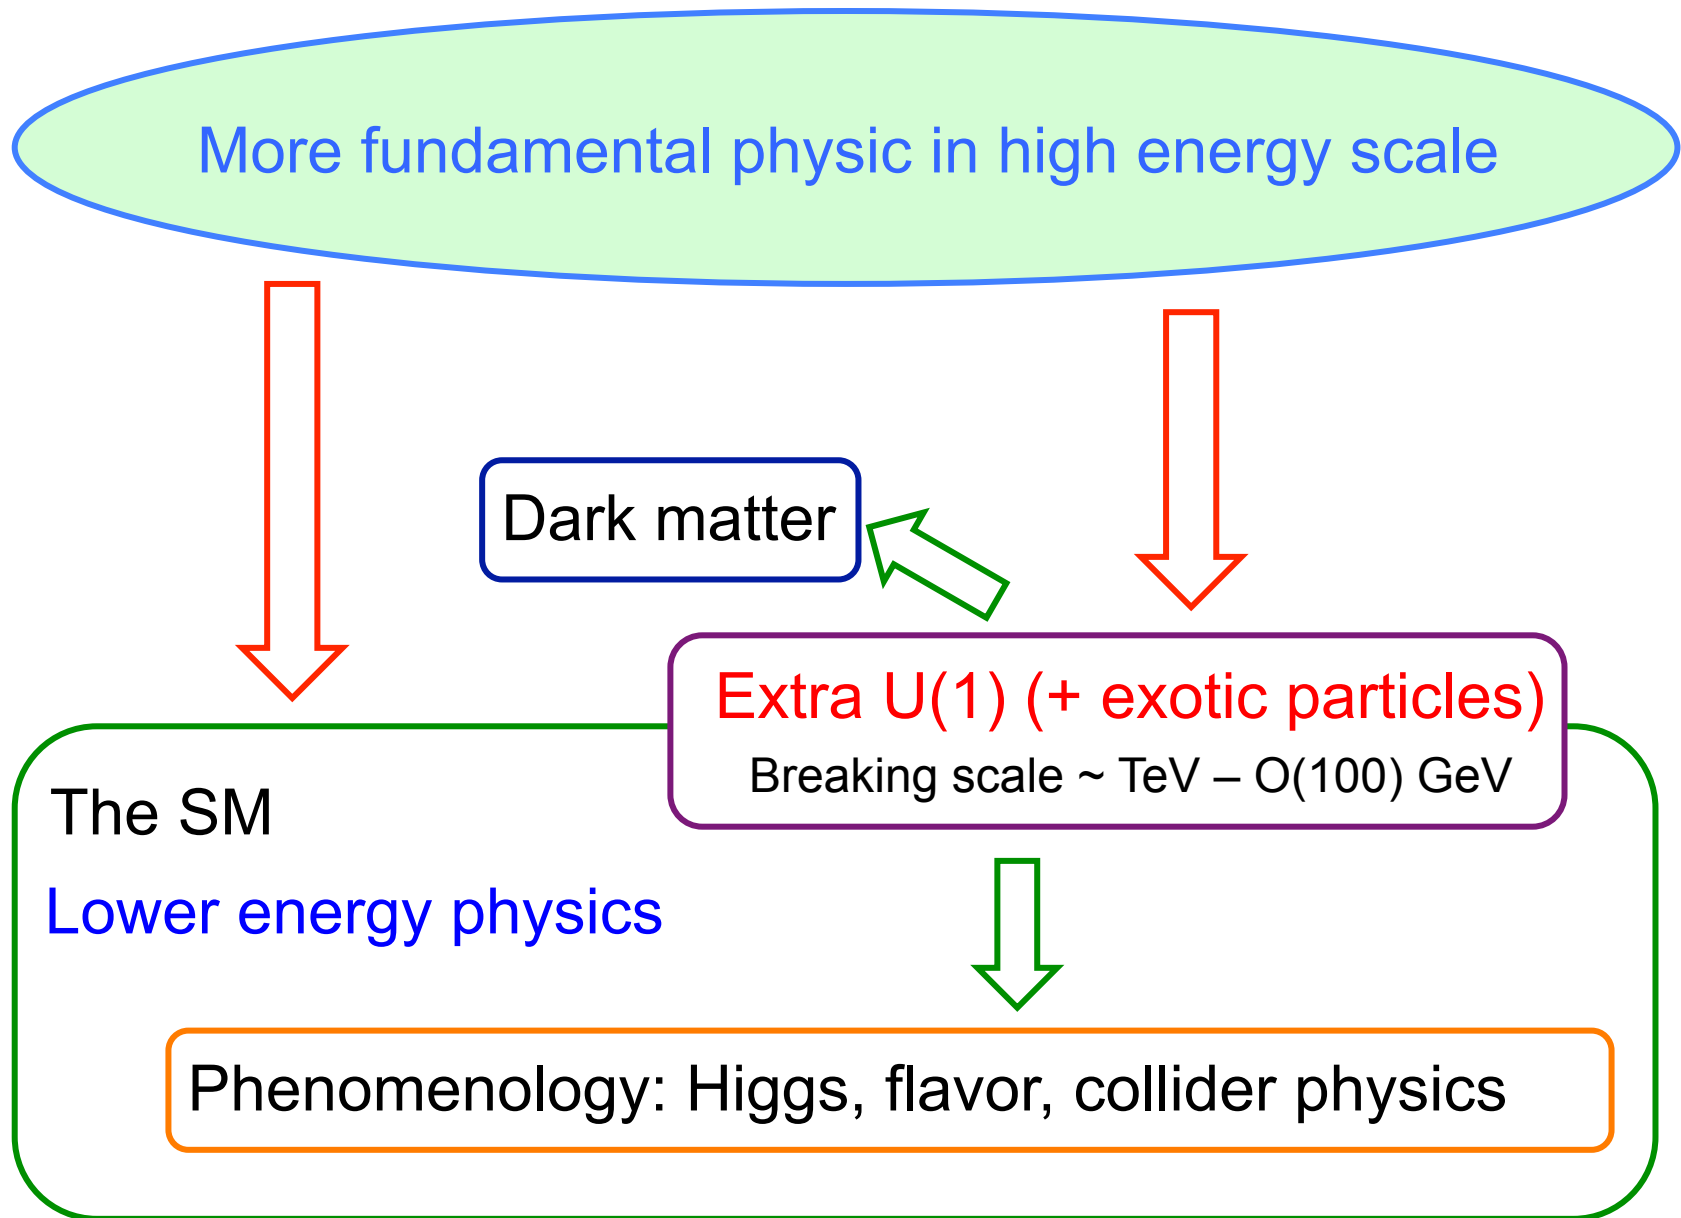 More fundamental physic in high energy scale
Dark matter
Extra U(1) (+ exotic particles)
Breaking scale ~ TeV – O(100) GeV
The SM
Lower energy physics
Phenomenology: Higgs, flavor, collider physics